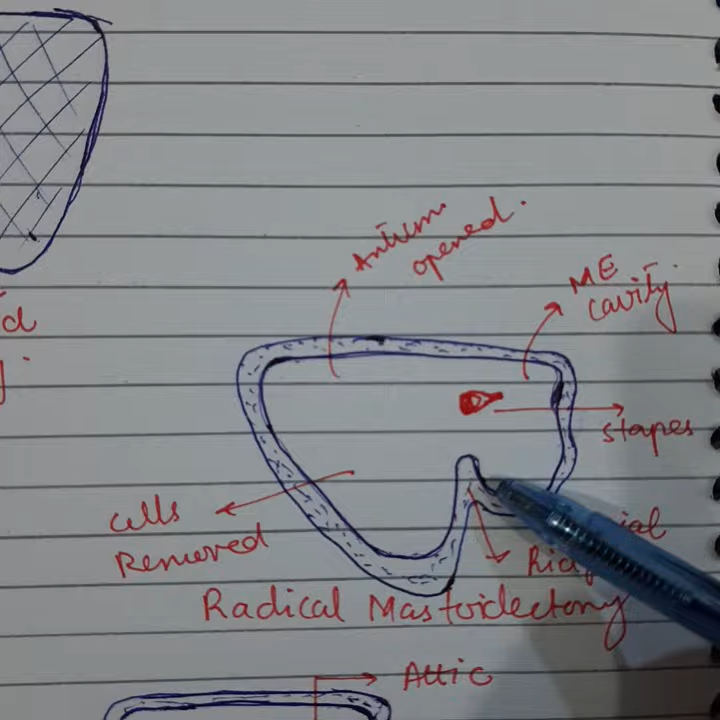 Antrum
opened.
ME
cavity.
stapes
cells
Removed
Radical Mastoidectomy
Attic